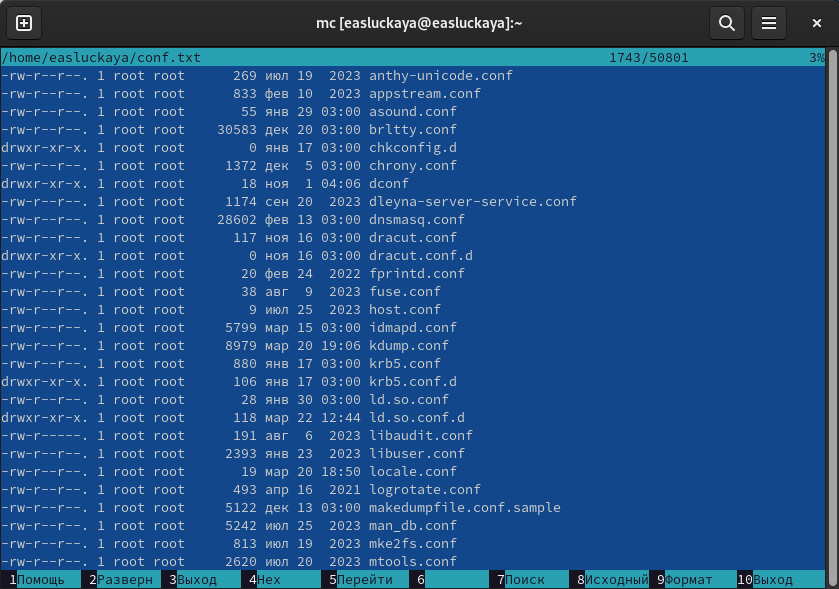 mc [easluckaya@easluckaya]:~
/home/easluckaya/conf.txt 1743/50801 3%
-rw-r--r--. 1 root root 269 июл 19 2023 anthy-unicode.conf
-rw-r--r--. 1 root root 833 фев 10 2023 appstream.conf
-rw-r--r--. 1 root root 55 янв 29 03:00 asound.conf
-rw-r--r--. 1 root root 30583 дек 20 03:00 brltty.conf
drwxr-xr-x. 1 root root 0 янв 17 03:00 chkconfig.d
-rw-r--r--. 1 root root 1372 дек 5 03:00 chrony.conf
drwxr-xr-x. 1 root root 18 ноя 1 04:06 dconf
-rw-r--r--. 1 root root 1174 сен 20 2023 dleyna-server-service.conf
-rw-r--r--. 1 root root 28602 фев 13 03:00 dnsmasq.conf
-rw-r--r--. 1 root root 117 ноя 16 03:00 dracut.conf
drwxr-xr-x. 1 root root 0 ноя 16 03:00 dracut.conf.d
-rw-r--r--. 1 root root 20 фев 24 2022 fprintd.conf
-rw-r--r--. 1 root root 38 авг 9 2023 fuse.conf
-rw-r--r--. 1 root root 9 июл 25 2023 host.conf
-rw-r--r--. 1 root root 5799 мар 15 03:00 idmapd.conf
-rw-r--r--. 1 root root 8979 мар 20 19:06 kdump.conf
-rw-r--r--. 1 root root 880 янв 17 03:00 krb5.conf
drwxr-xr-x. 1 root root 106 янв 17 03:00 krb5.conf.d
-rw-r--r--. 1 root root 28 янв 30 03:00 ld.so.conf
drwxr-xr-x. 1 root root 118 мар 22 12:44 ld.so.conf.d
-rw-r-----. 1 root root 191 авг 6 2023 libaudit.conf
-rw-r--r--. 1 root root 2393 янв 23 2023 libuser.conf
-rw-r--r--. 1 root root 19 мар 20 18:50 locale.conf
-rw-r--r--. 1 root root 493 апр 16 2021 logrotate.conf
-rw-r--r--. 1 root root 5122 дек 13 03:00 makedumpfile.conf.sample
-rw-r--r--. 1 root root 5242 июл 25 2023 man_db.conf
-rw-r--r--. 1 root root 813 июл 19 2023 mke2fs.conf
-rw-r--r--. 1 root root 2620 июл 20 2023 mtools.conf
1Помощь 2Разверн 3Выход 4Hex 5Перейти 6 7Поиск 8Исходный 9Формат 10Выход